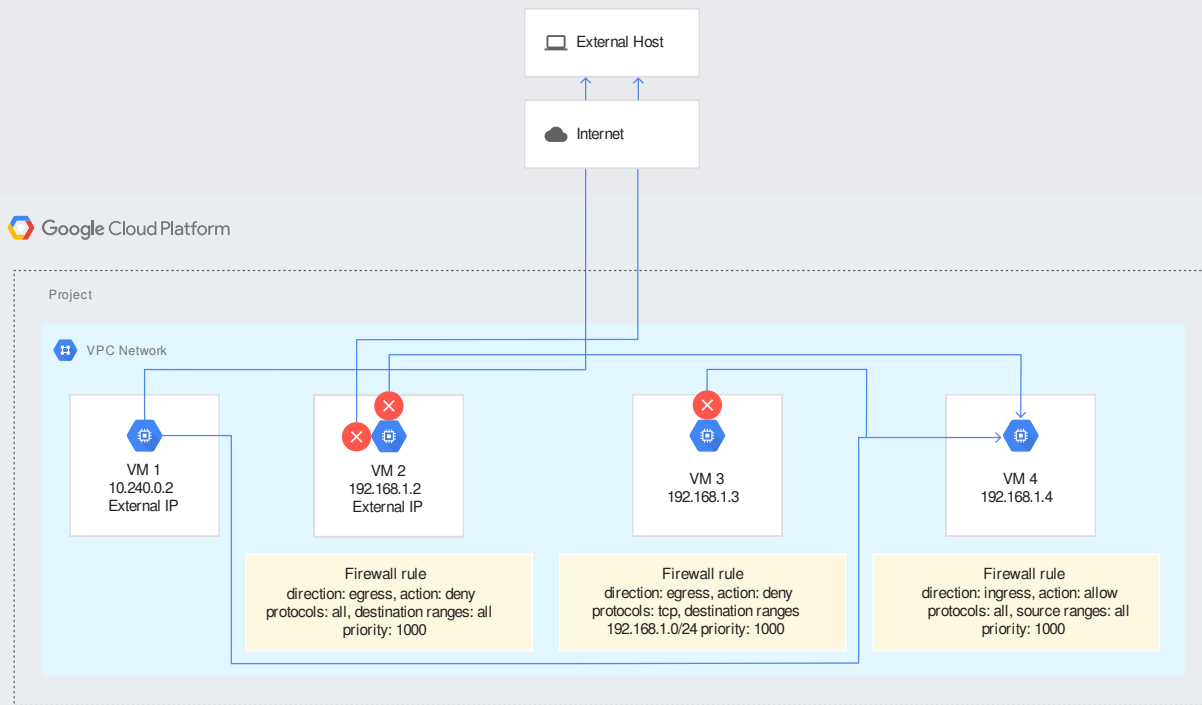 External Host
Internet
Google Cloud Platform
Project
VPC Network
VM 1
10.240.0.2
External IP
VM 2
192.168.1.2
External IP
VM 3
192.168.1.3
VM 4
192.168.1.4
Firewall rule
direction: egress, action: deny
protocols: all, destination ranges: all
priority: 1000
Firewall rule
direction: egress, action: deny
protocols: tcp, destination ranges
192.168.1.0/24 priority: 1000
Firewall rule
direction: ingress, action: allow
protocols: all, source ranges: all
priority: 1000